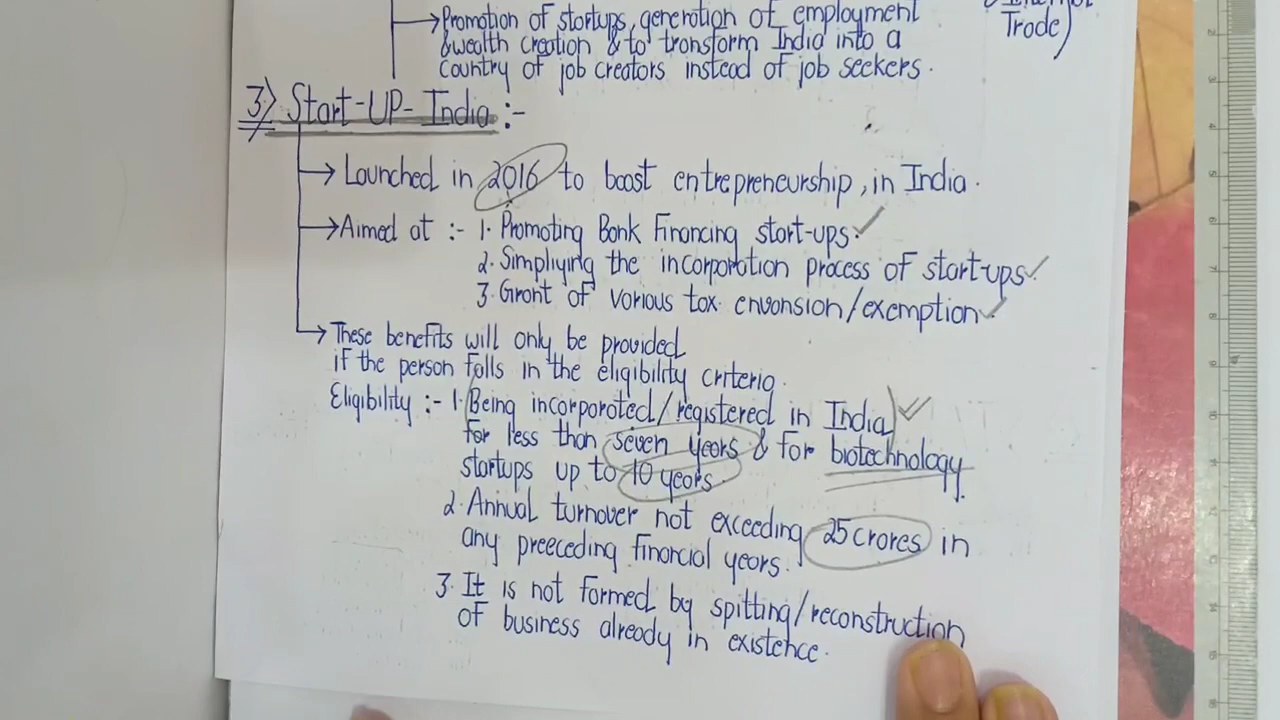 → Promotion of startups, generation of employment
& wealth creation & to transform India into a
Country of job creators instead of job seekers.
Trade)
3) Start-UP-India :-
→ Launched in 2016 to boost entrepreneurship, in India.
→ Aimed at :- 1. Promoting Bank Financing start-ups.
2. Simpliying the incorporation process of start-ups
3. Grant of various tax
/exemption
→ These benefits will only be provided
if the person falls in the eligibility criteria.
Eligibility :- 1. Being incorporated/registered in India
for less than seven years & for biotechnology
startups up to 10 years.
2. Annual turnover not exceeding 25 crores in
any preeceding financial years.
3. It is not formed by spitting/reconstruction
of business already in existence.